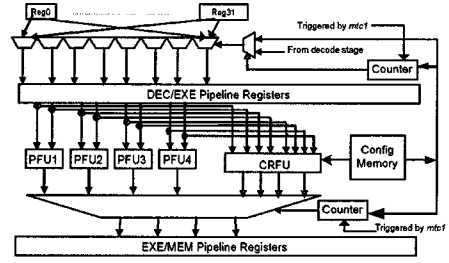 Reg0 Reg31
Triggered by mtc1
From decode stage
Counter
DEC/EXE Pipeline Registers
PFU1 PFU2 PFU3 PFU4 CRFU Config Memory
Counter
Triggered by mtc1
EXE/MEM Pipeline Registers